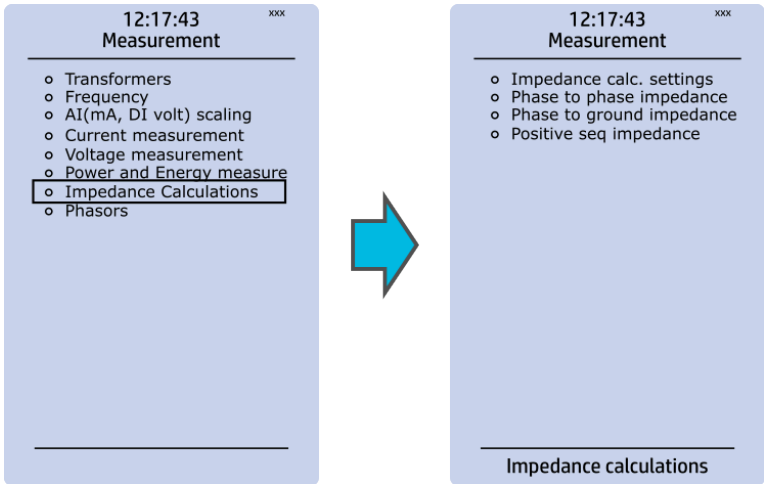 12:17:43
xxx
Measurement
Transformers
Frequency
AI(mA, DI volt) scaling
Current measurement
Voltage measurement
Power and Energy measure
Impedance Calculations
Phasors
12:17:43
xxx
Measurement
Impedance calc. settings
Phase to phase impedance
Phase to ground impedance
Positive seq impedance
Impedance calculations